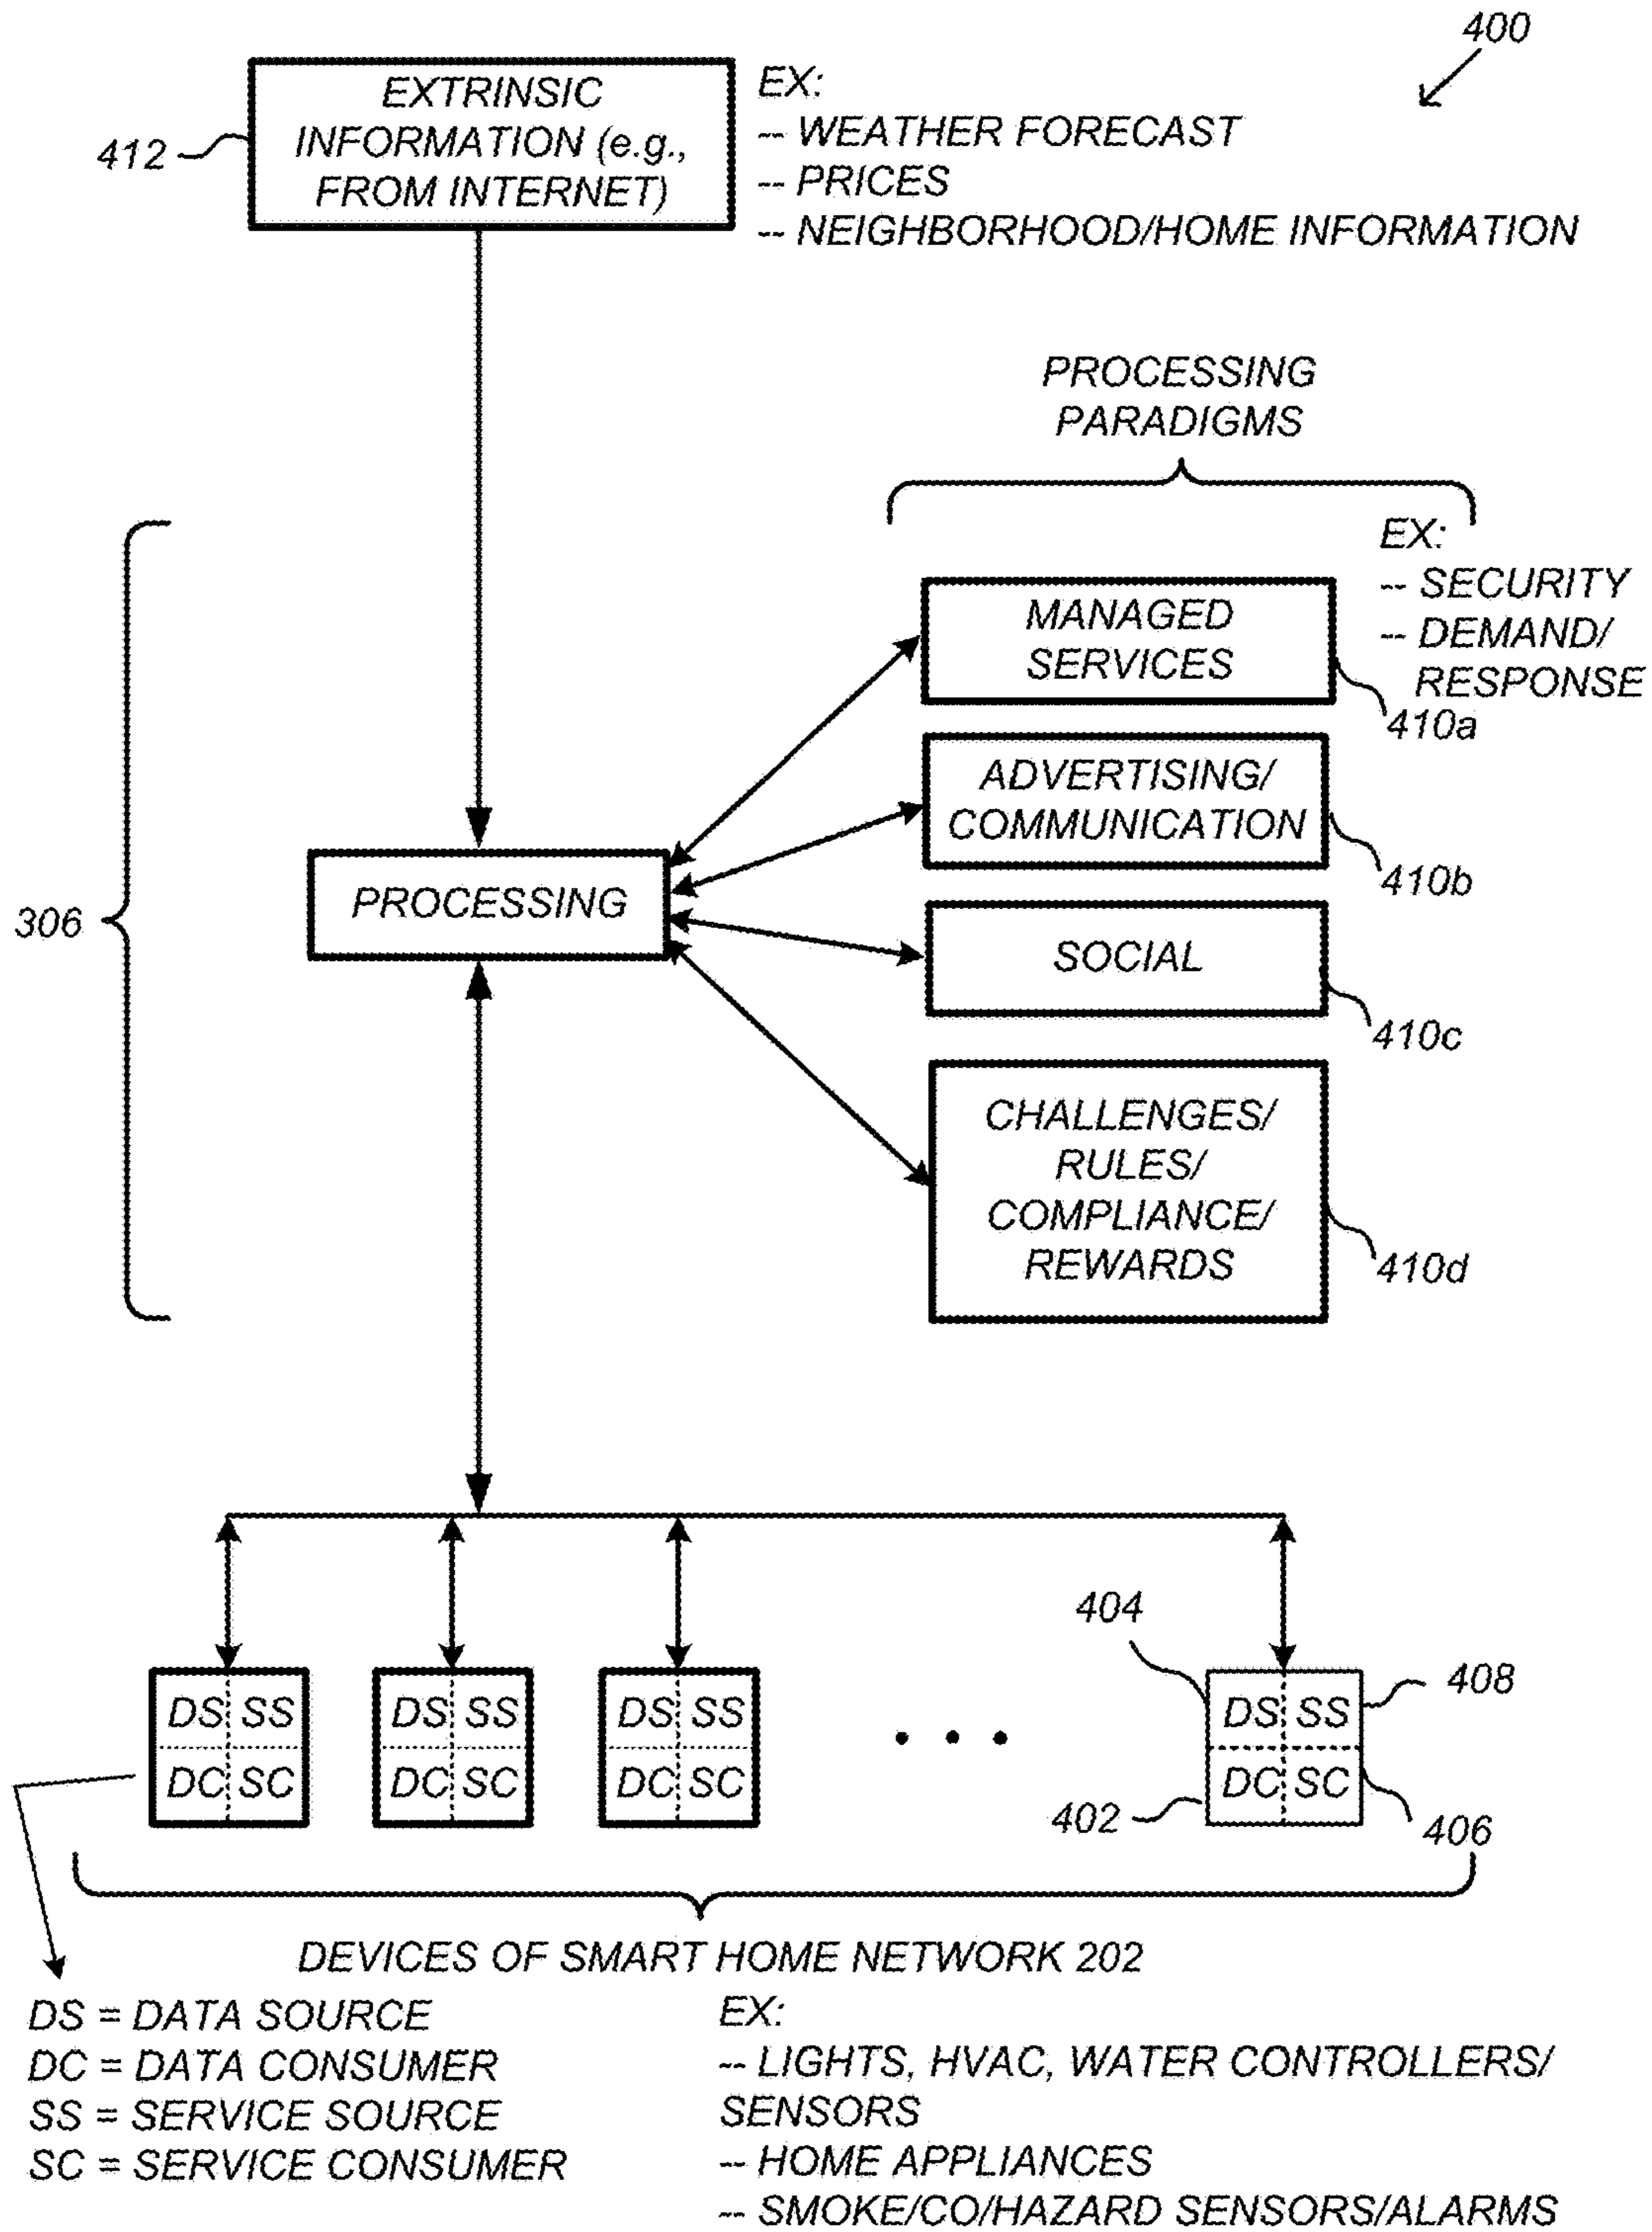 400
EXTRINSIC
INFORMATION (e.g.,
FROM INTERNET)
412
EX:
-- WEATHER FORECAST
-- PRICES
-- NEIGHBORHOOD/HOME INFORMATION
PROCESSING
PARADIGMS
EX:
-- SECURITY
-- DEMAND/
RESPONSE
MANAGED
SERVICES
410a
ADVERTISING/
COMMUNICATION
410b
PROCESSING
306
SOCIAL
410c
CHALLENGES/
RULES/
COMPLIANCE/
REWARDS
410d
404
408
DS SS
DC SC
DS SS
DC SC
DS SS
DC SC
DS SS
DC SC
402
406
DEVICES OF SMART HOME NETWORK 202
DS = DATA SOURCE
DC = DATA CONSUMER
SS = SERVICE SOURCE
SC = SERVICE CONSUMER
EX:
-- LIGHTS, HVAC, WATER CONTROLLERS/
SENSORS
-- HOME APPLIANCES
-- SMOKE/CO/HAZARD SENSORS/ALARMS